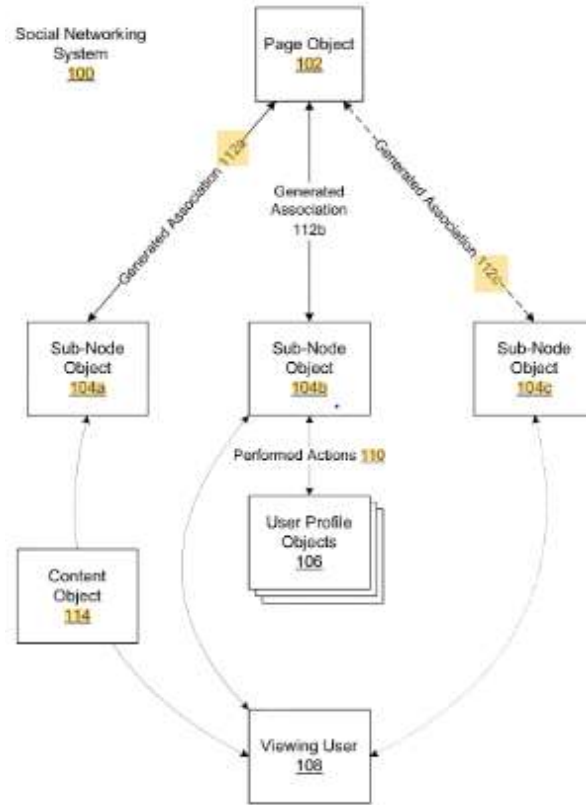 Social Networking
System
100
Page Object
102
Generated Association 112a
Generated
Association
112b
Generated Association 112c
Sub-Node
Object
104a
Sub-Node
Object
104b
Sub-Node
Object
104c
Performed Actions 110
User Profile
Objects
106
Content
Object
114
Viewing User
108